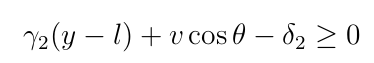 γ₂(y − l) + v cos θ − δ₂ ≥ 0